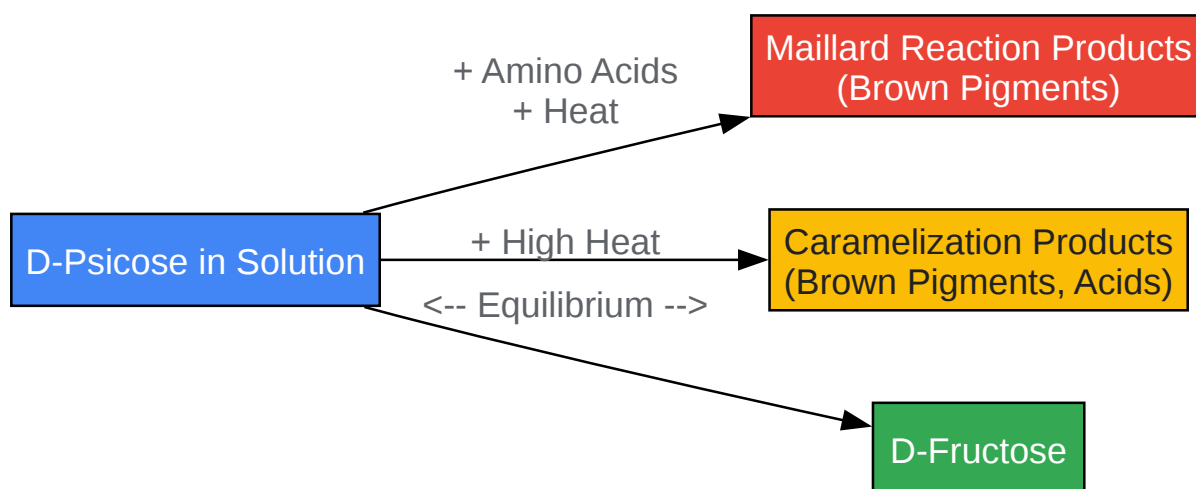 Maillard Reaction Products
(Brown Pigments)
+ Amino Acids
+ Heat
D-Psicose in Solution
+ High Heat
Caramelization Products
(Brown Pigments, Acids)
<-- Equilibrium -->
D-Fructose